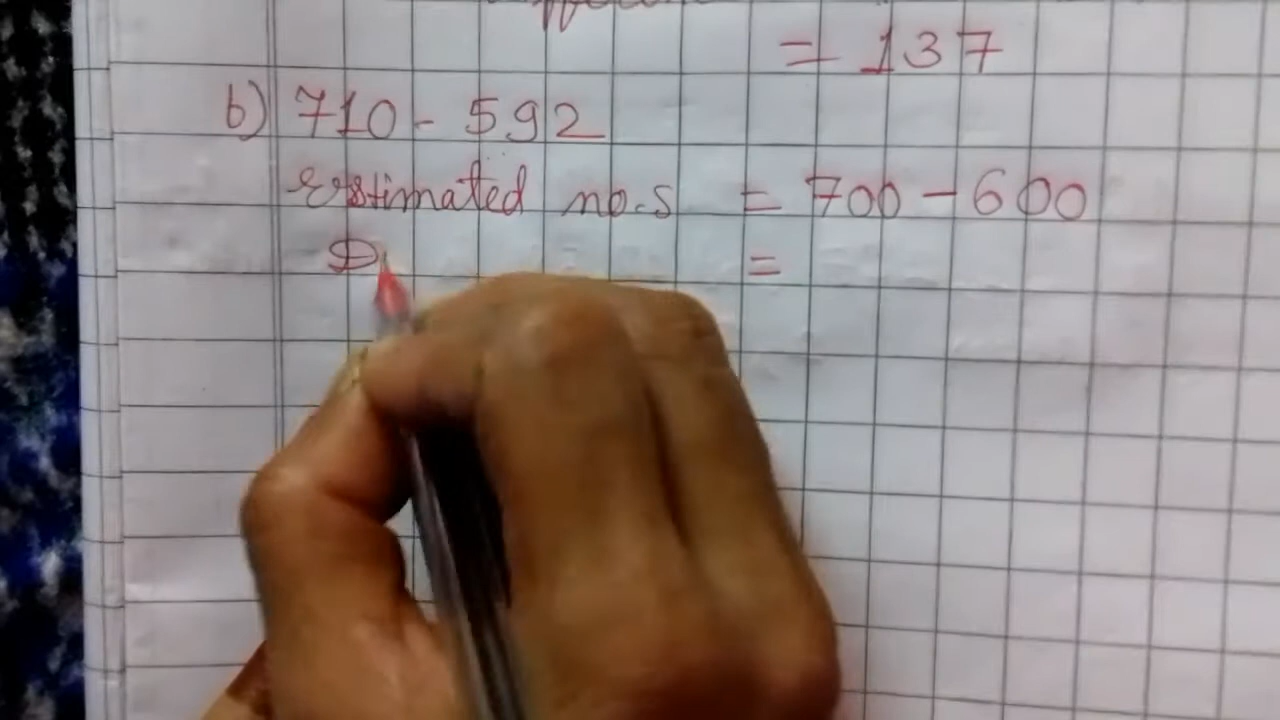 = 137
b) 710 - 592
Estimated no.s = 700 - 600
D =